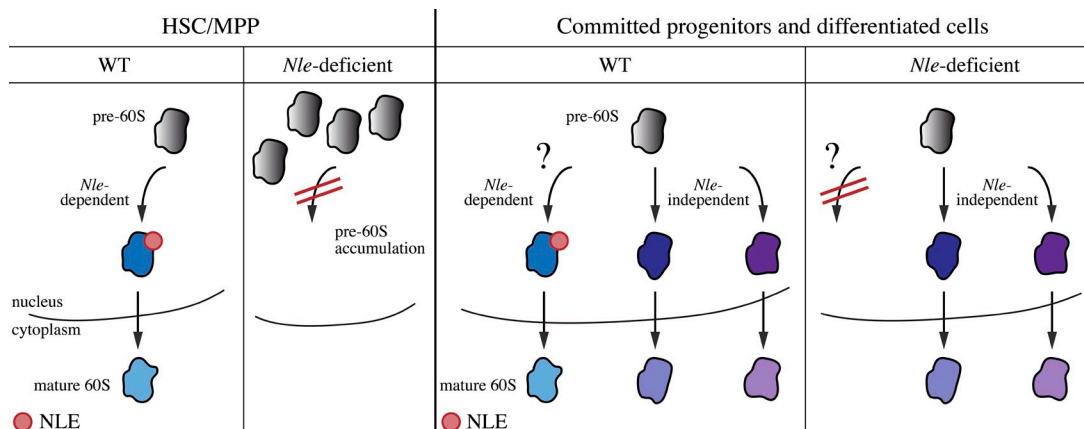 HSC/MPP
Committed progenitors and differentiated cells
WT
Nle-deficient
WT
Nle-deficient
pre-60S
Nle-
dependent
pre-60S
accumulation
nucleus
cytoplasm
mature 60S
NLE
pre-60S
?
Nle-
dependent
Nle-
independent
mature 60S
NLE
?
Nle-
independent